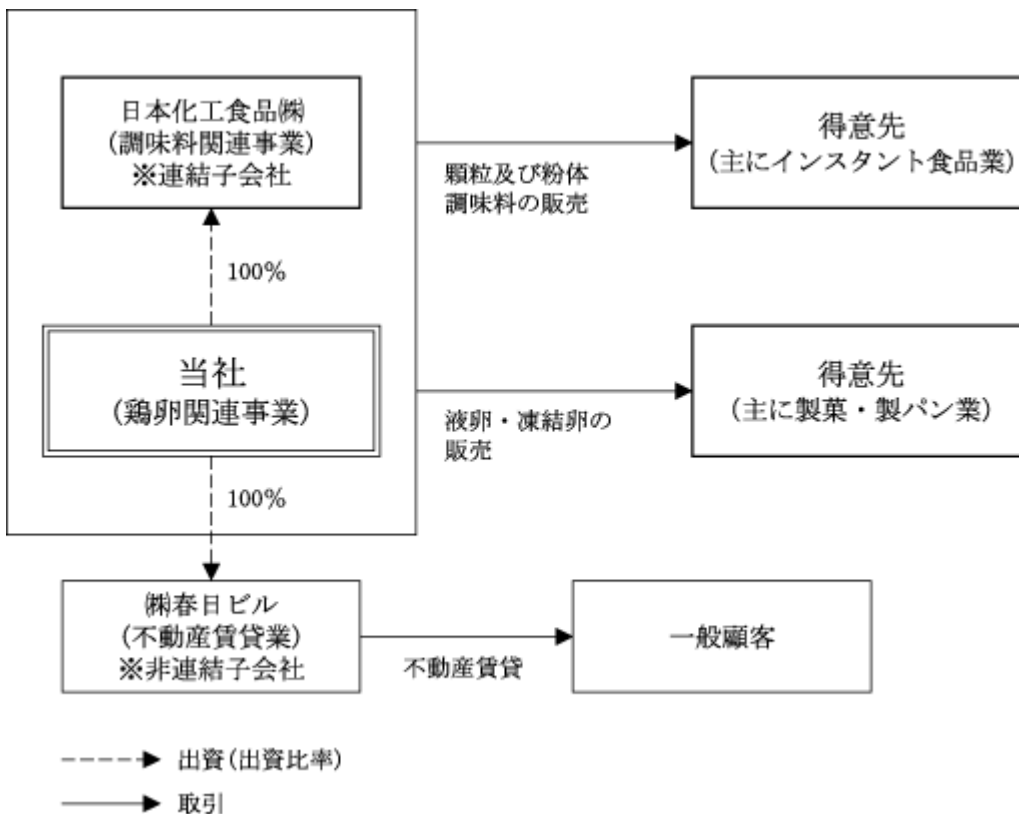 日本化工食品㈱
(調味料関連事業)
※連結子会社
得意先
(主にインスタント食品業)
顆粒及び粉体
調味料の販売
100％
当社
(鶏卵関連事業)
得意先
(主に製菓・製パン業)
液卵・凍結卵の
販売
100％
㈱春日ビル
(不動産賃貸業)
※非連結子会社
不動産賃貸
一般顧客
出資(出資比率)
取引